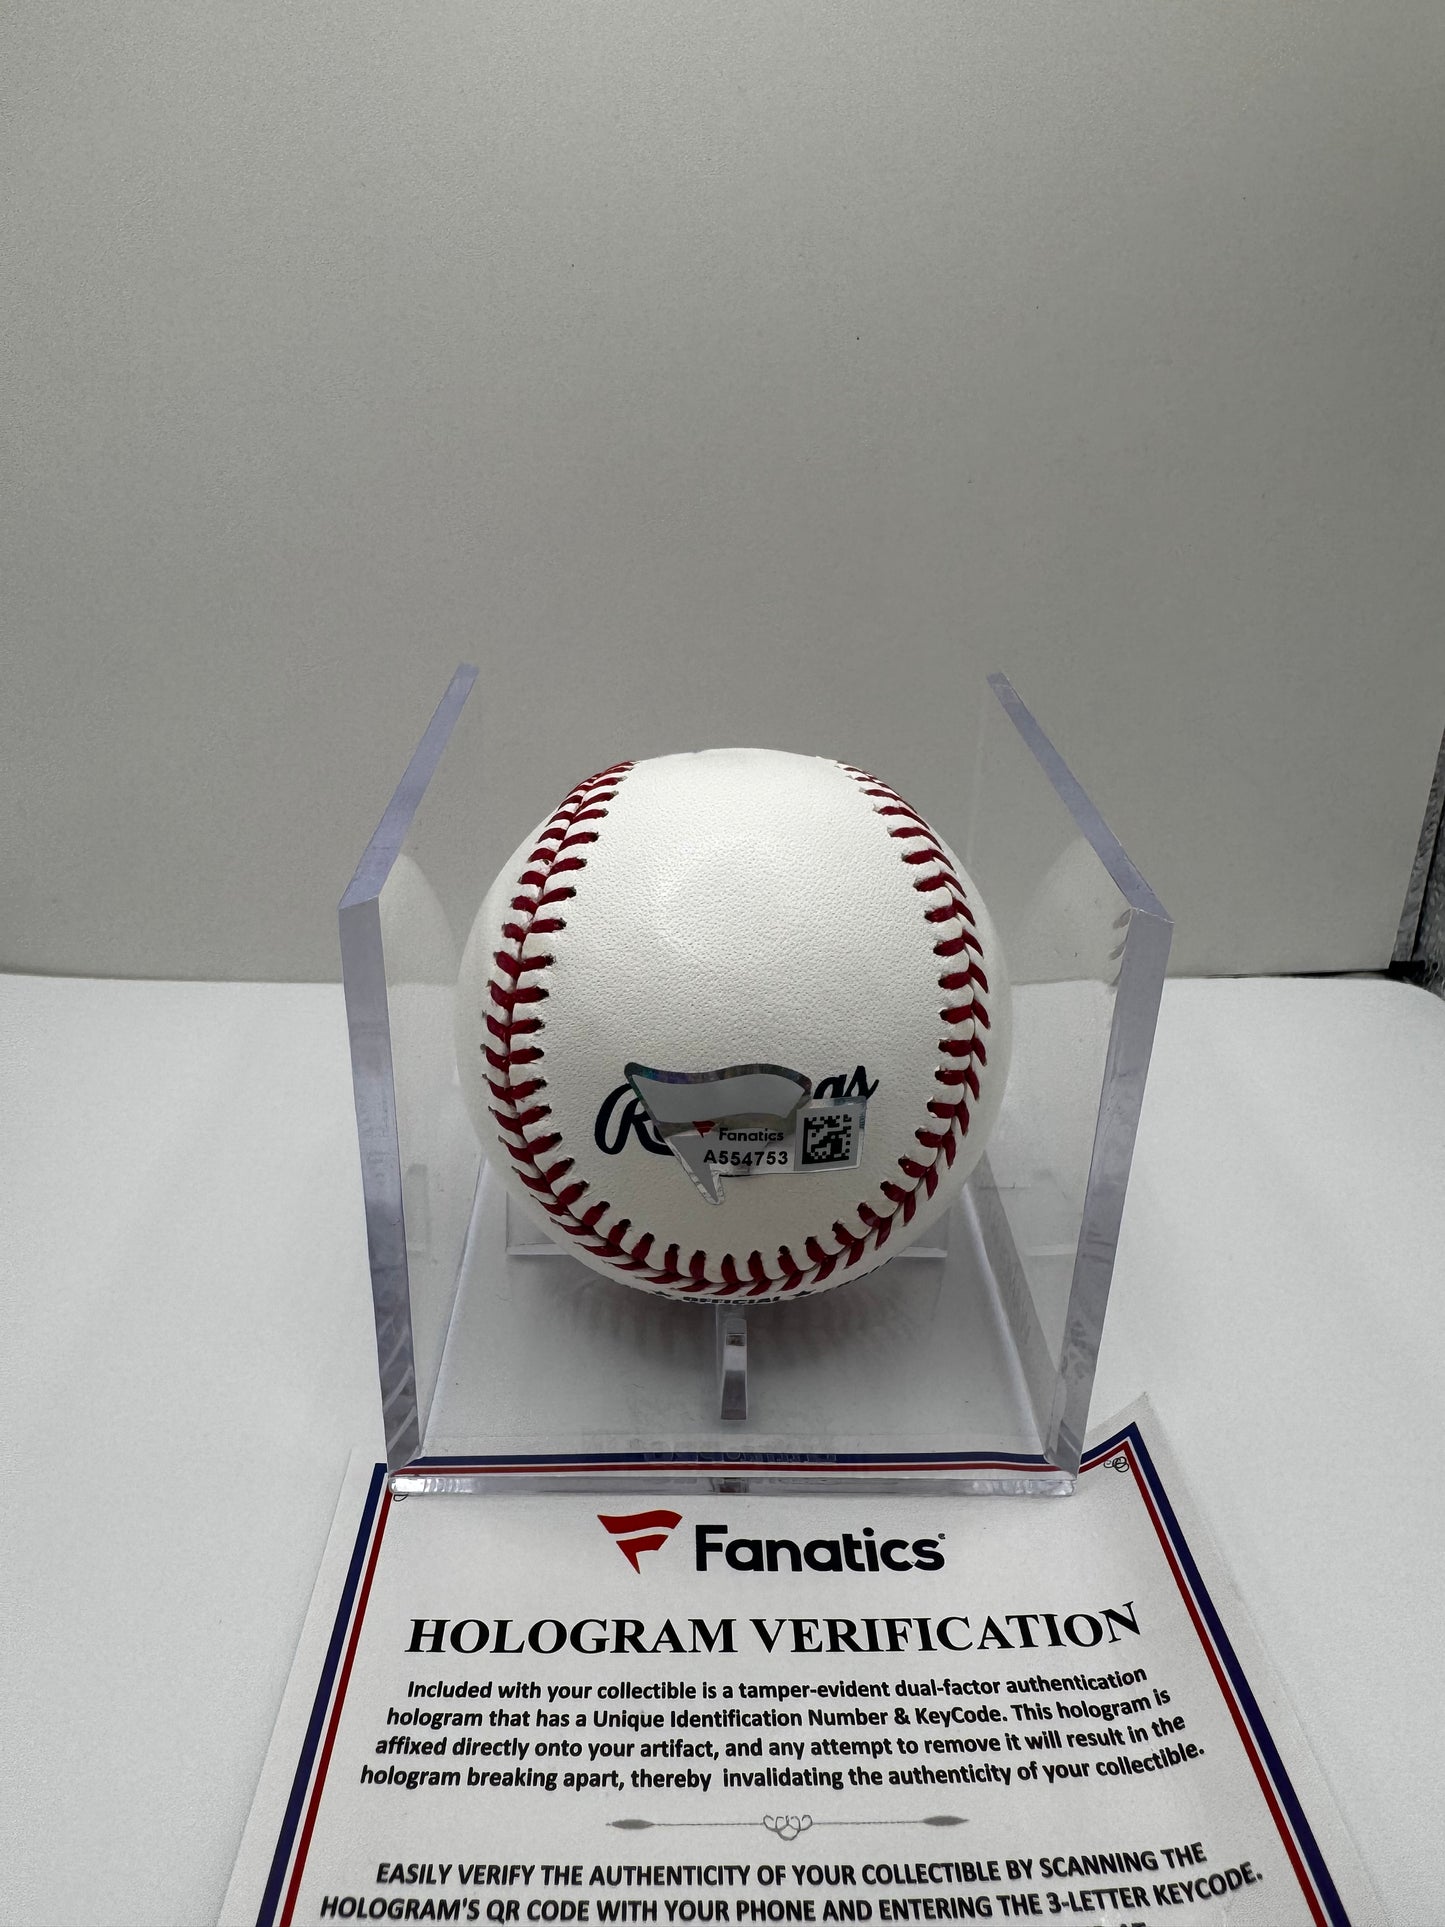 Fanatics
A554753
OFFICIAL
Fanatics
HOLOGRAM VERIFICATION
Included with your collectible is a tamper-evident dual-factor authentication
hologram that has a Unique Identification Number & KeyCode. This hologram is
affixed directly onto your artifact, and any attempt to remove it will result in the
hologram breaking apart, thereby invalidating the authenticity of your collectible.
EASILY VERIFY THE AUTHENTICITY OF YOUR COLLECTIBLE BY SCANNING THE
HOLOGRAM'S QR CODE WITH YOUR PHONE AND ENTERING THE 3-LETTER KEYCODE.